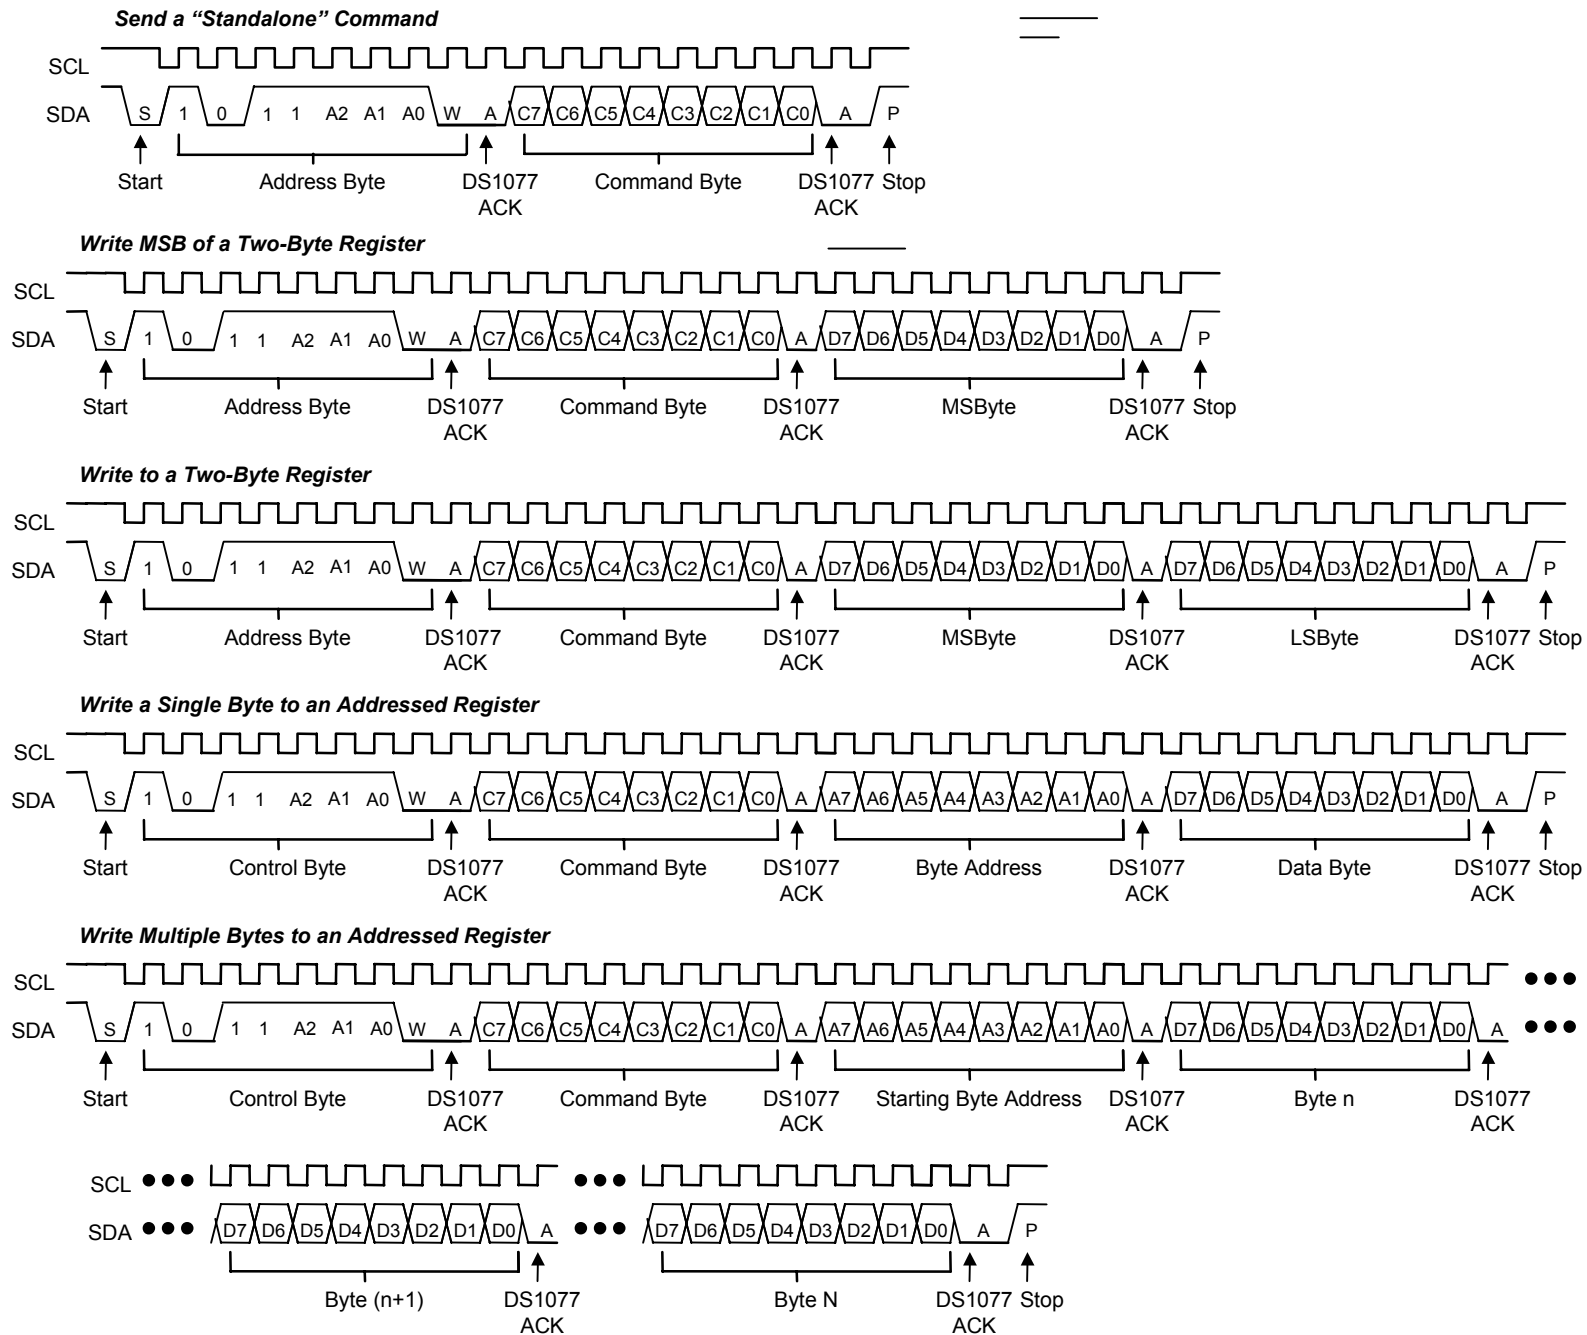 Send a “Standalone” Command
SCL
SDA S 1 0 1 1 A2 A1 A0 W A C7 C6 C5 C4 C3 C2 C1 C0 A P
Start Address Byte DS1077 ACK Command Byte DS1077 ACK Stop
Write MSB of a Two-Byte Register
SCL
SDA S 1 0 1 1 A2 A1 A0 W A C7 C6 C5 C4 C3 C2 C1 C0 A D7 D6 D5 D4 D3 D2 D1 D0 A P
Start Address Byte DS1077 ACK Command Byte DS1077 ACK MSByte DS1077 ACK Stop
Write to a Two-Byte Register
SCL
SDA S 1 0 1 1 A2 A1 A0 W A C7 C6 C5 C4 C3 C2 C1 C0 A D7 D6 D5 D4 D3 D2 D1 D0 A D7 D6 D5 D4 D3 D2 D1 D0 A P
Start Address Byte DS1077 ACK Command Byte DS1077 ACK MSByte DS1077 ACK LSByte DS1077 ACK Stop
Write a Single Byte to an Addressed Register
SCL
SDA S 1 0 1 1 A2 A1 A0 W A C7 C6 C5 C4 C3 C2 C1 C0 A A7 A6 A5 A4 A3 A2 A1 A0 A D7 D6 D5 D4 D3 D2 D1 D0 A P
Start Control Byte DS1077 ACK Command Byte DS1077 ACK Byte Address DS1077 ACK Data Byte DS1077 ACK Stop
Write Multiple Bytes to an Addressed Register
SCL
SDA S 1 0 1 1 A2 A1 A0 W A C7 C6 C5 C4 C3 C2 C1 C0 A A7 A6 A5 A4 A3 A2 A1 A0 A D7 D6 D5 D4 D3 D2 D1 D0 A
Start Control Byte DS1077 ACK Command Byte DS1077 ACK Starting Byte Address DS1077 ACK Byte n DS1077 ACK
SCL
SDA D7 D6 D5 D4 D3 D2 D1 D0 A D7 D6 D5 D4 D3 D2 D1 D0 A P
Byte (n+1) DS1077 ACK Byte N DS1077 ACK Stop